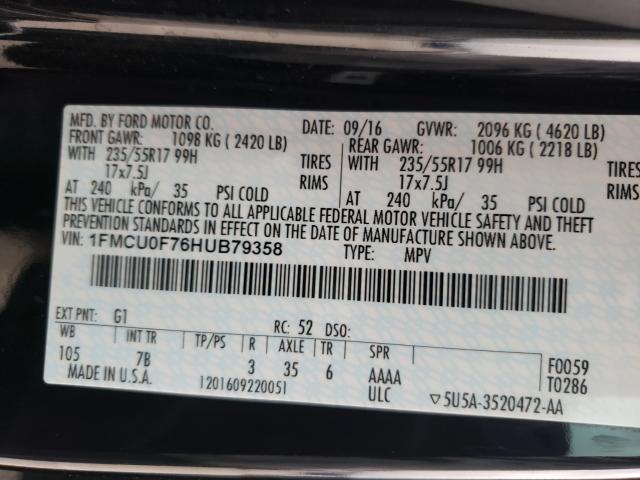 MFD. BY FORD MOTOR CO. DATE: 09/16 GVWR: 2096 KG ( 4620 LB)
FRONT GAWR: 1098 KG ( 2420 LB) REAR GAWR: 1006 KG ( 2218 LB)
WITH 235/55R17 99H TIRES WITH 235/55R17 99H TIRES
17x7.5J RIMS 17x7.5J RIMS
AT 240 kPa/ 35 PSI COLD AT 240 kPa/ 35 PSI COLD
THIS VEHICLE CONFORMS TO ALL APPLICABLE FEDERAL MOTOR VEHICLE SAFETY AND THEFT
PREVENTION STANDARDS IN EFFECT ON THE DATE OF MANUFACTURE SHOWN ABOVE.
VIN: 1FMCU0F76HUB79358 TYPE: MPV
EXT PNT: G1 RC: 52 DSO:
WB INT TR TP/PS R AXLE TR SPR F0059
105 7B 3 35 6 AAAA T0286
MADE IN U.S.A. 120160922005I ULC ▽5U5A-3520472-AA